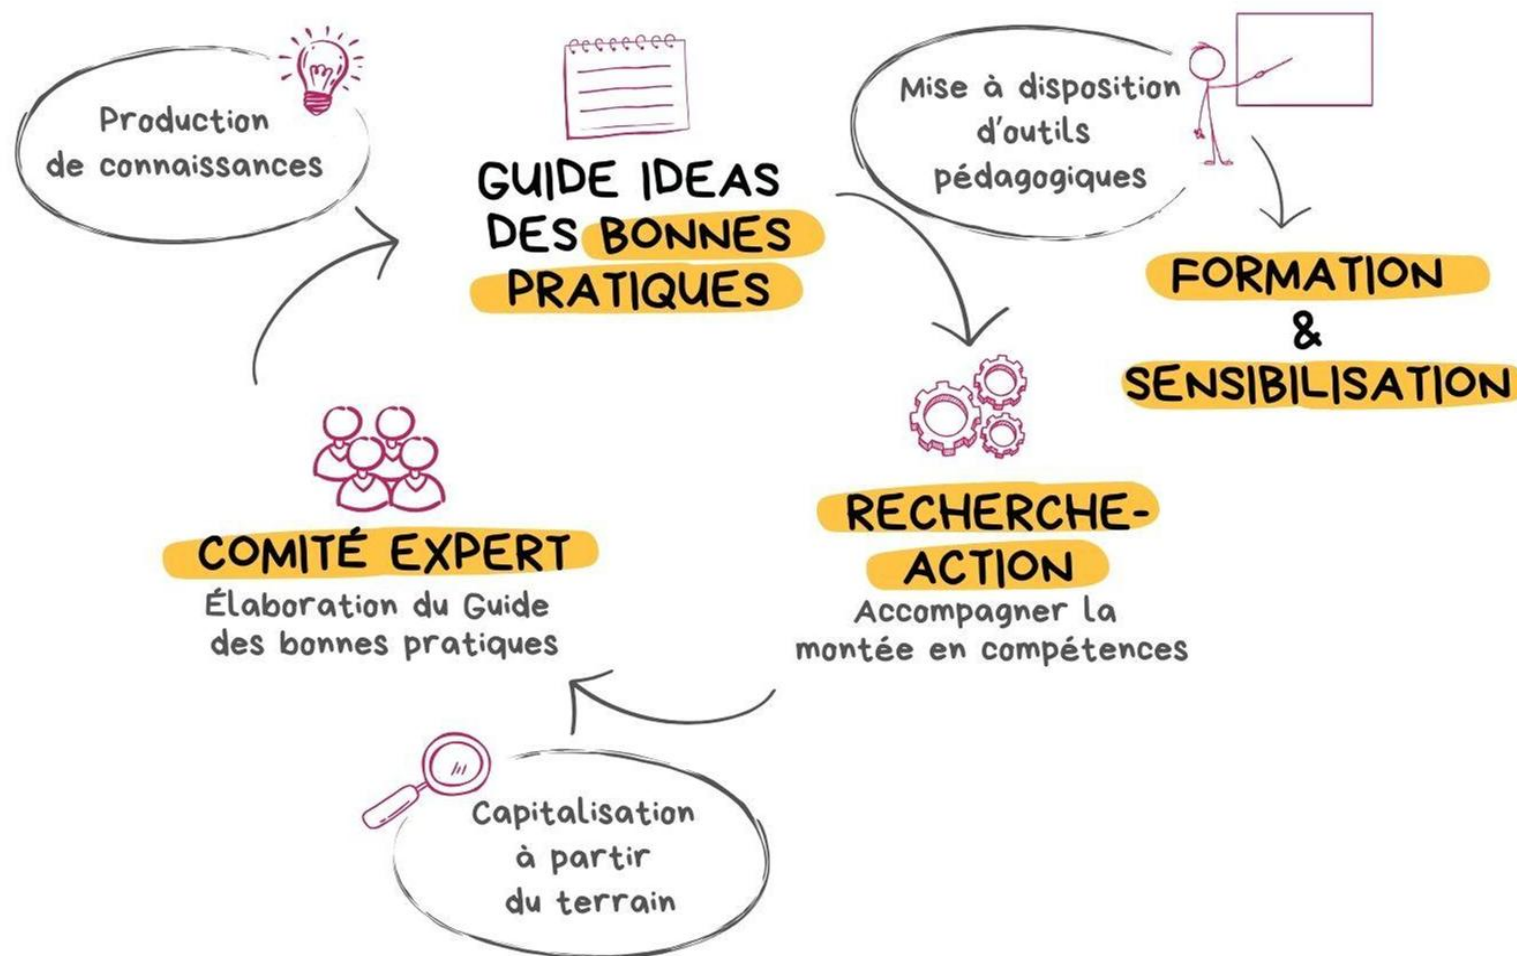 Production
de connaissances
GUIDE IDEAS
DES BONNES
PRATIQUES
Mise à disposition
d'outils
pédagogiques
FORMATION
&
SENSIBILISATION
COMITÉ EXPERT
Élaboration du Guide
des bonnes pratiques
RECHERCHE-
ACTION
Accompagner la
montée en compétences
Capitalisation
à partir
du terrain